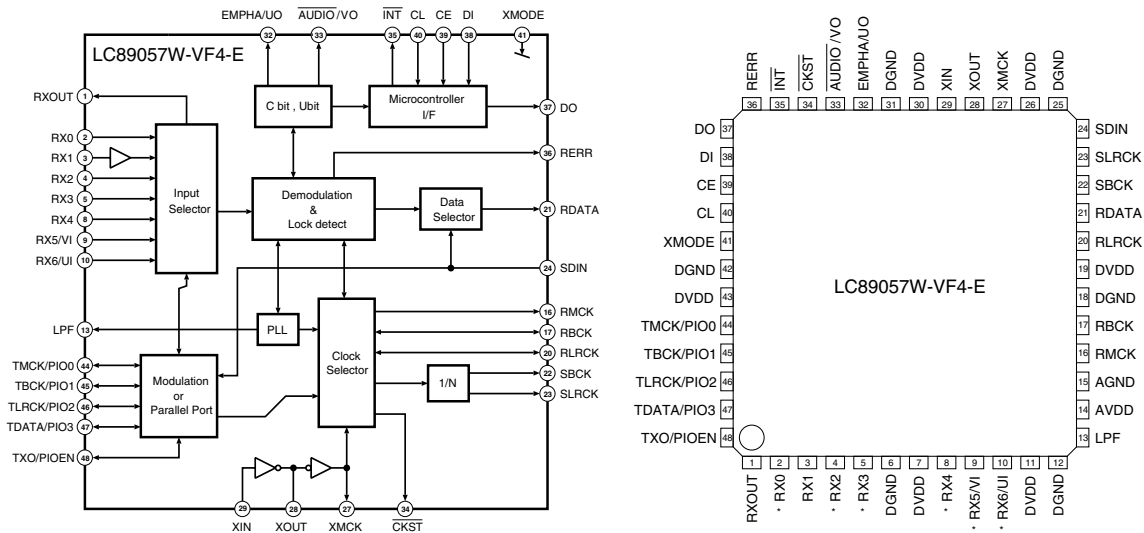 EMPHA/UO
AUDIO/VO
INT
CL
CE
DI
XMODE
32
33
35
40
39
38
41
LC89057W-VF4-E
RXOUT
1
C bit , Ubit
Microcontroller
I/F
37
DO
RX0
2
RX1
3
RX2
4
RX3
5
RX4
8
RX5/VI
9
RX6/UI
10
Input
Selector
36
RERR
Demodulation
&
Lock detect
Data
Selector
21
RDATA
24
SDIN
LPF
13
PLL
Clock
Selector
16
RMCK
17
RBCK
20
RLRCK
1/N
22
SBCK
23
SLRCK
TMCK/PIO0
44
TBCK/PIO1
45
TLRCK/PIO2
46
TDATA/PIO3
47
TXO/PIOEN
48
Modulation
or
Parallel Port
29
28
27
34
XIN
XOUT
XMCK
CKST
RERR
INT
CKST
AUDIO/VO
EMPHA/UO
DGND
DVDD
XIN
XOUT
XMCK
DVDD
DGND
36
35
34
33
32
31
30
29
28
27
26
25
DO
37
DI
38
CE
39
CL
40
XMODE
41
DGND
42
DVDD
43
TMCK/PIO0
44
TBCK/PIO1
45
TLRCK/PIO2
46
TDATA/PIO3
47
TXO/PIOEN
48
LC89057W-VF4-E
24
SDIN
23
SLRCK
22
SBCK
21
RDATA
20
RLRCK
19
DVDD
18
DGND
17
RBCK
16
RMCK
15
AGND
14
AVDD
13
LPF
1
2
3
4
5
6
7
8
9
10
11
12
RXOUT
* RX0
RX1
* RX2
* RX3
DGND
DVDD
* RX4
* RX5/VI
* RX6/UI
DVDD
DGND